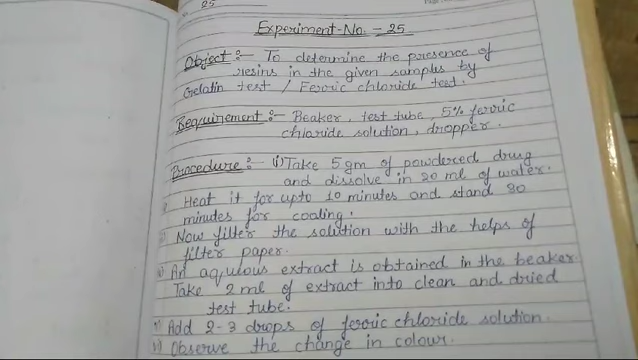 25
Experiment-No. - 25
Object :- To determine the presence of
resins in the given samples by
Gelatin test / Ferric chloride test.
Requirement :- Beaker, test tube, 5% ferric
chloride solution, dropper.
Procedure :- (i) Take 5gm of powdered drug
and dissolve in 20 ml of water.
Heat it for upto 10 minutes and stand 30
minutes for cooling.
Now filter the solution with the helps of
filter paper.
An aqulous extract is obtained in the beaker.
Take 2 ml of extract into clean and dried
test tube.
v) Add 2-3 drops of ferric chloride solution.
vi) Observe the change in colour.